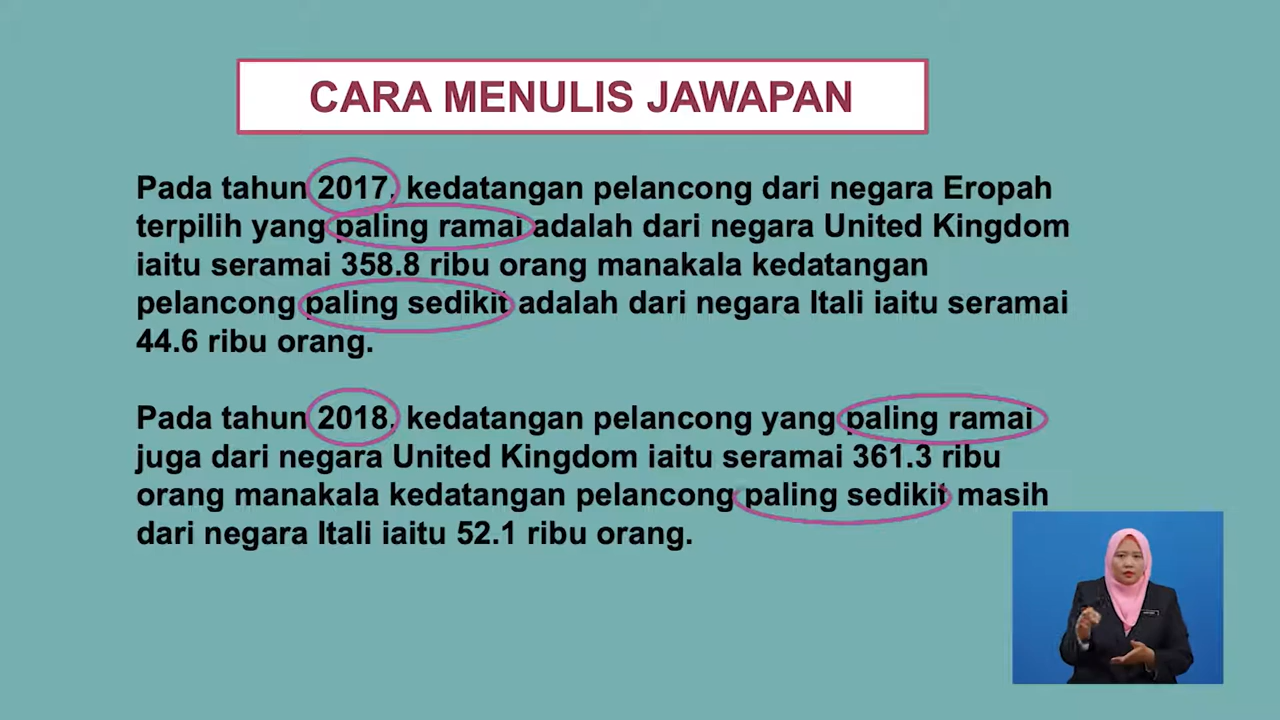 CARA MENULIS JAWAPAN
Pada tahun 2017, kedatangan pelancong dari negara Eropah
terpilih yang paling ramai adalah dari negara United Kingdom
iaitu seramai 358.8 ribu orang manakala kedatangan
pelancong paling sedikit adalah dari negara Itali iaitu seramai
44.6 ribu orang.
Pada tahun 2018, kedatangan pelancong yang paling ramai
juga dari negara United Kingdom iaitu seramai 361.3 ribu
orang manakala kedatangan pelancong paling sedikit masih
dari negara Itali iaitu 52.1 ribu orang.